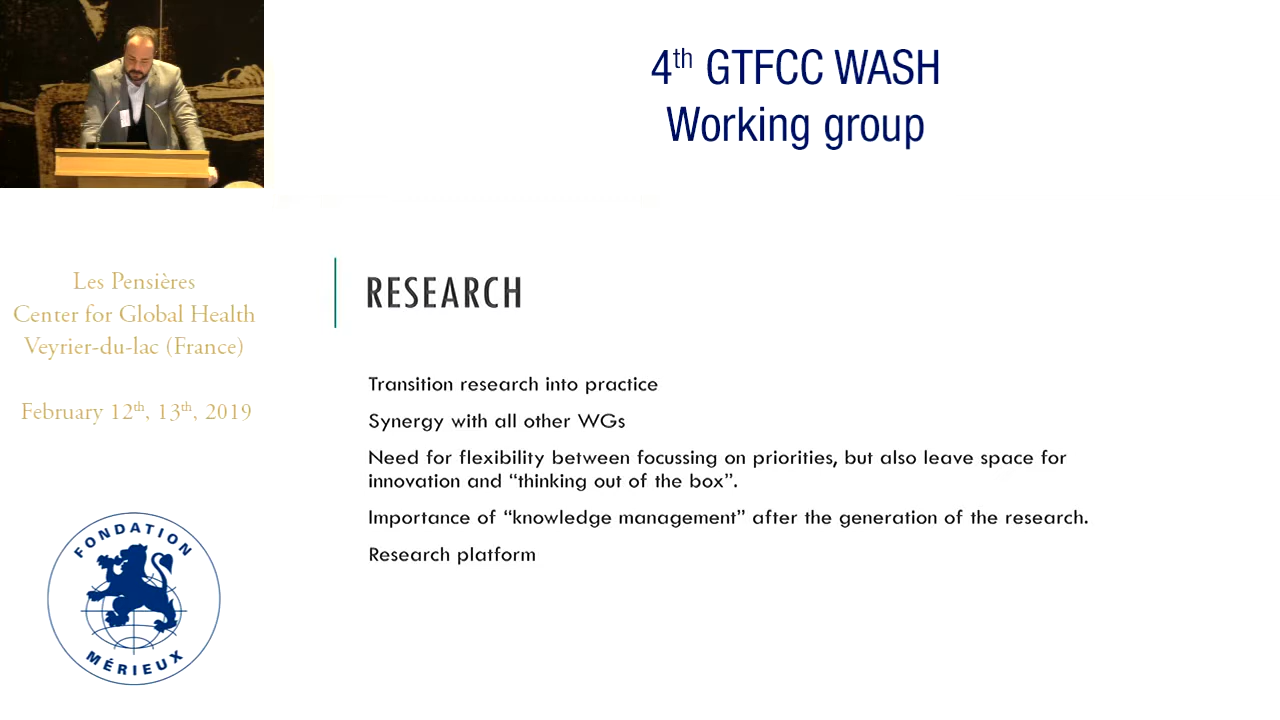 4th GTFCC WASH
Working group
Les Pensières
Center for Global Health
Veyrier-du-lac (France)
February 12th, 13th, 2019
RESEARCH
Transition research into practice
Synergy with all other WGs
Need for flexibility between focussing on priorities, but also leave space for
innovation and “thinking out of the box”.
Importance of “knowledge management” after the generation of the research.
Research platform
FONDATION
MÉRIEUX